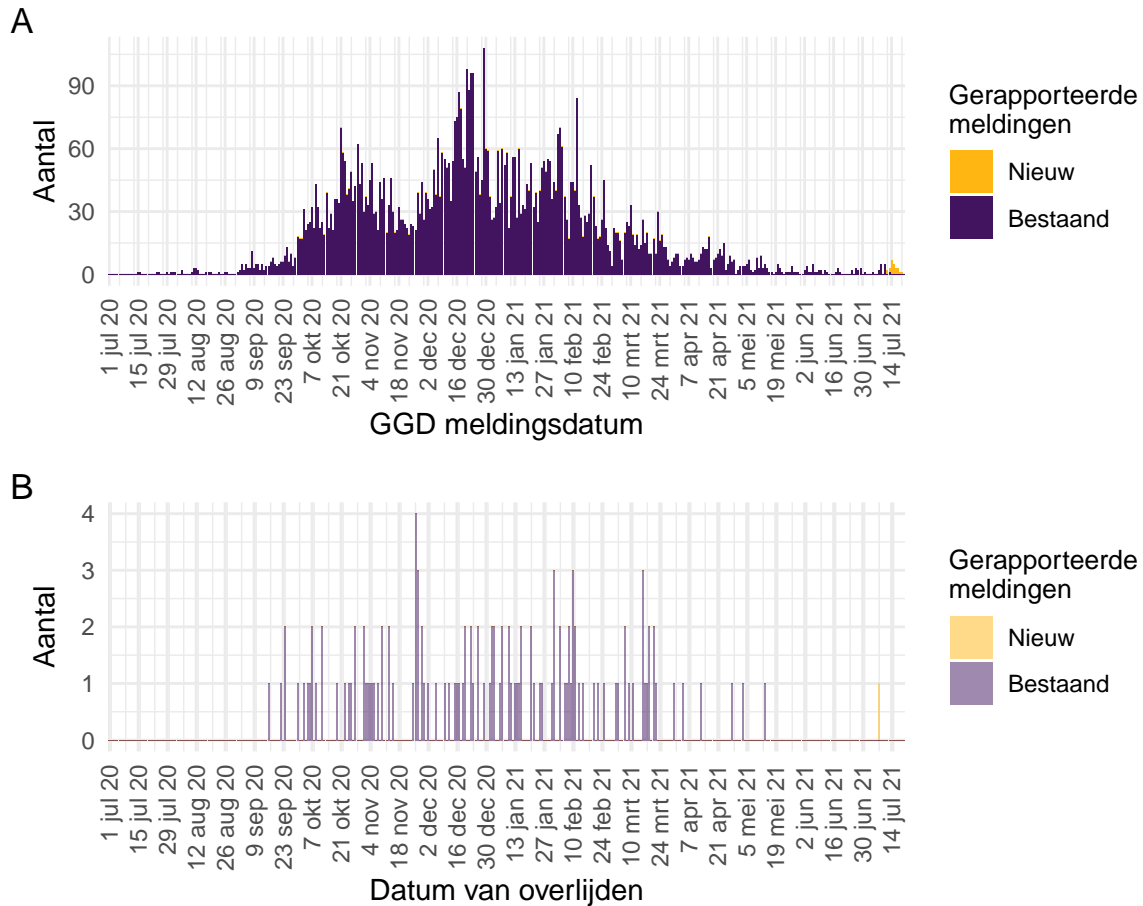 A
Aantal
90
60
30
0
1 jul 20
15 jul 20
29 jul 20
12 aug 20
26 aug 20
9 sep 20
23 sep 20
7 okt 20
21 okt 20
4 nov 20
18 nov 20
2 dec 20
16 dec 20
30 dec 20
13 jan 21
27 jan 21
10 feb 21
24 feb 21
10 mrt 21
24 mrt 21
7 apr 21
21 apr 21
5 mei 21
19 mei 21
2 jun 21
16 jun 21
30 jun 21
14 jul 21
GGD meldingsdatum
Gerapporteerde
meldingen
Nieuw
Bestaand
B
Aantal
4
3
2
1
0
1 jul 20
15 jul 20
29 jul 20
12 aug 20
26 aug 20
9 sep 20
23 sep 20
7 okt 20
21 okt 20
4 nov 20
18 nov 20
2 dec 20
16 dec 20
30 dec 20
13 jan 21
27 jan 21
10 feb 21
24 feb 21
10 mrt 21
24 mrt 21
7 apr 21
21 apr 21
5 mei 21
19 mei 21
2 jun 21
16 jun 21
30 jun 21
14 jul 21
Datum van overlijden
Gerapporteerde
meldingen
Nieuw
Bestaand